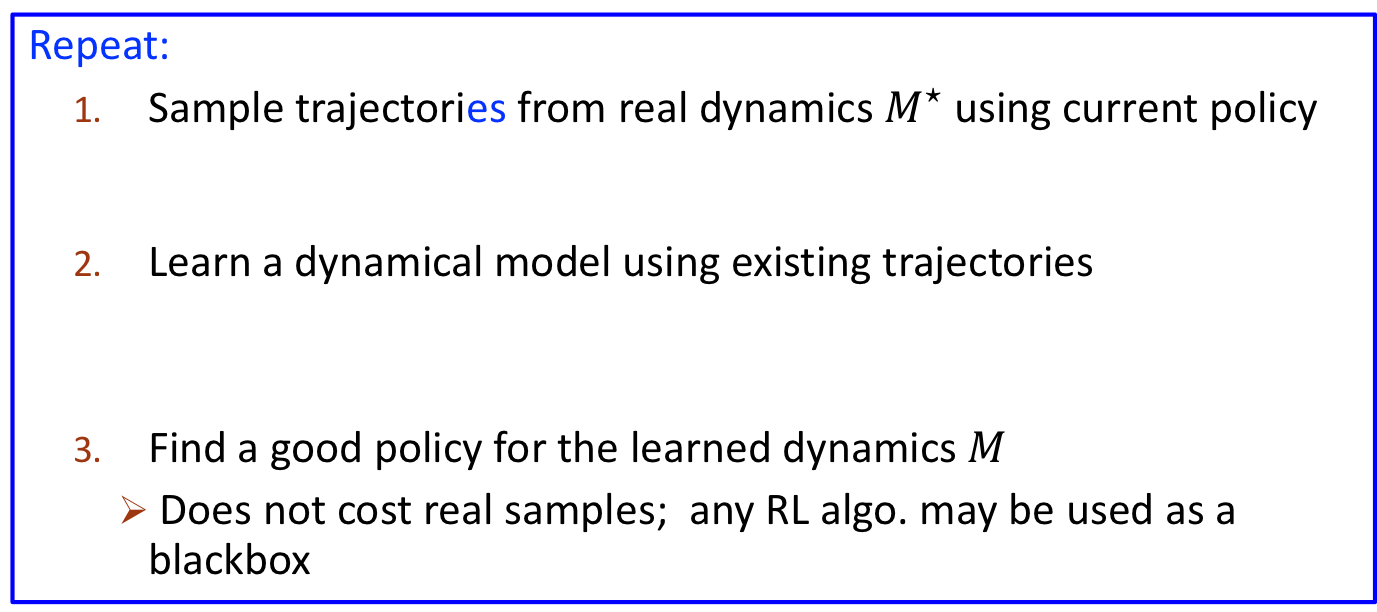 Repeat:
1. Sample trajectories from real dynamics M* using current policy
2. Learn a dynamical model using existing trajectories
3. Find a good policy for the learned dynamics M
➢ Does not cost real samples; any RL algo. may be used as a
blackbox